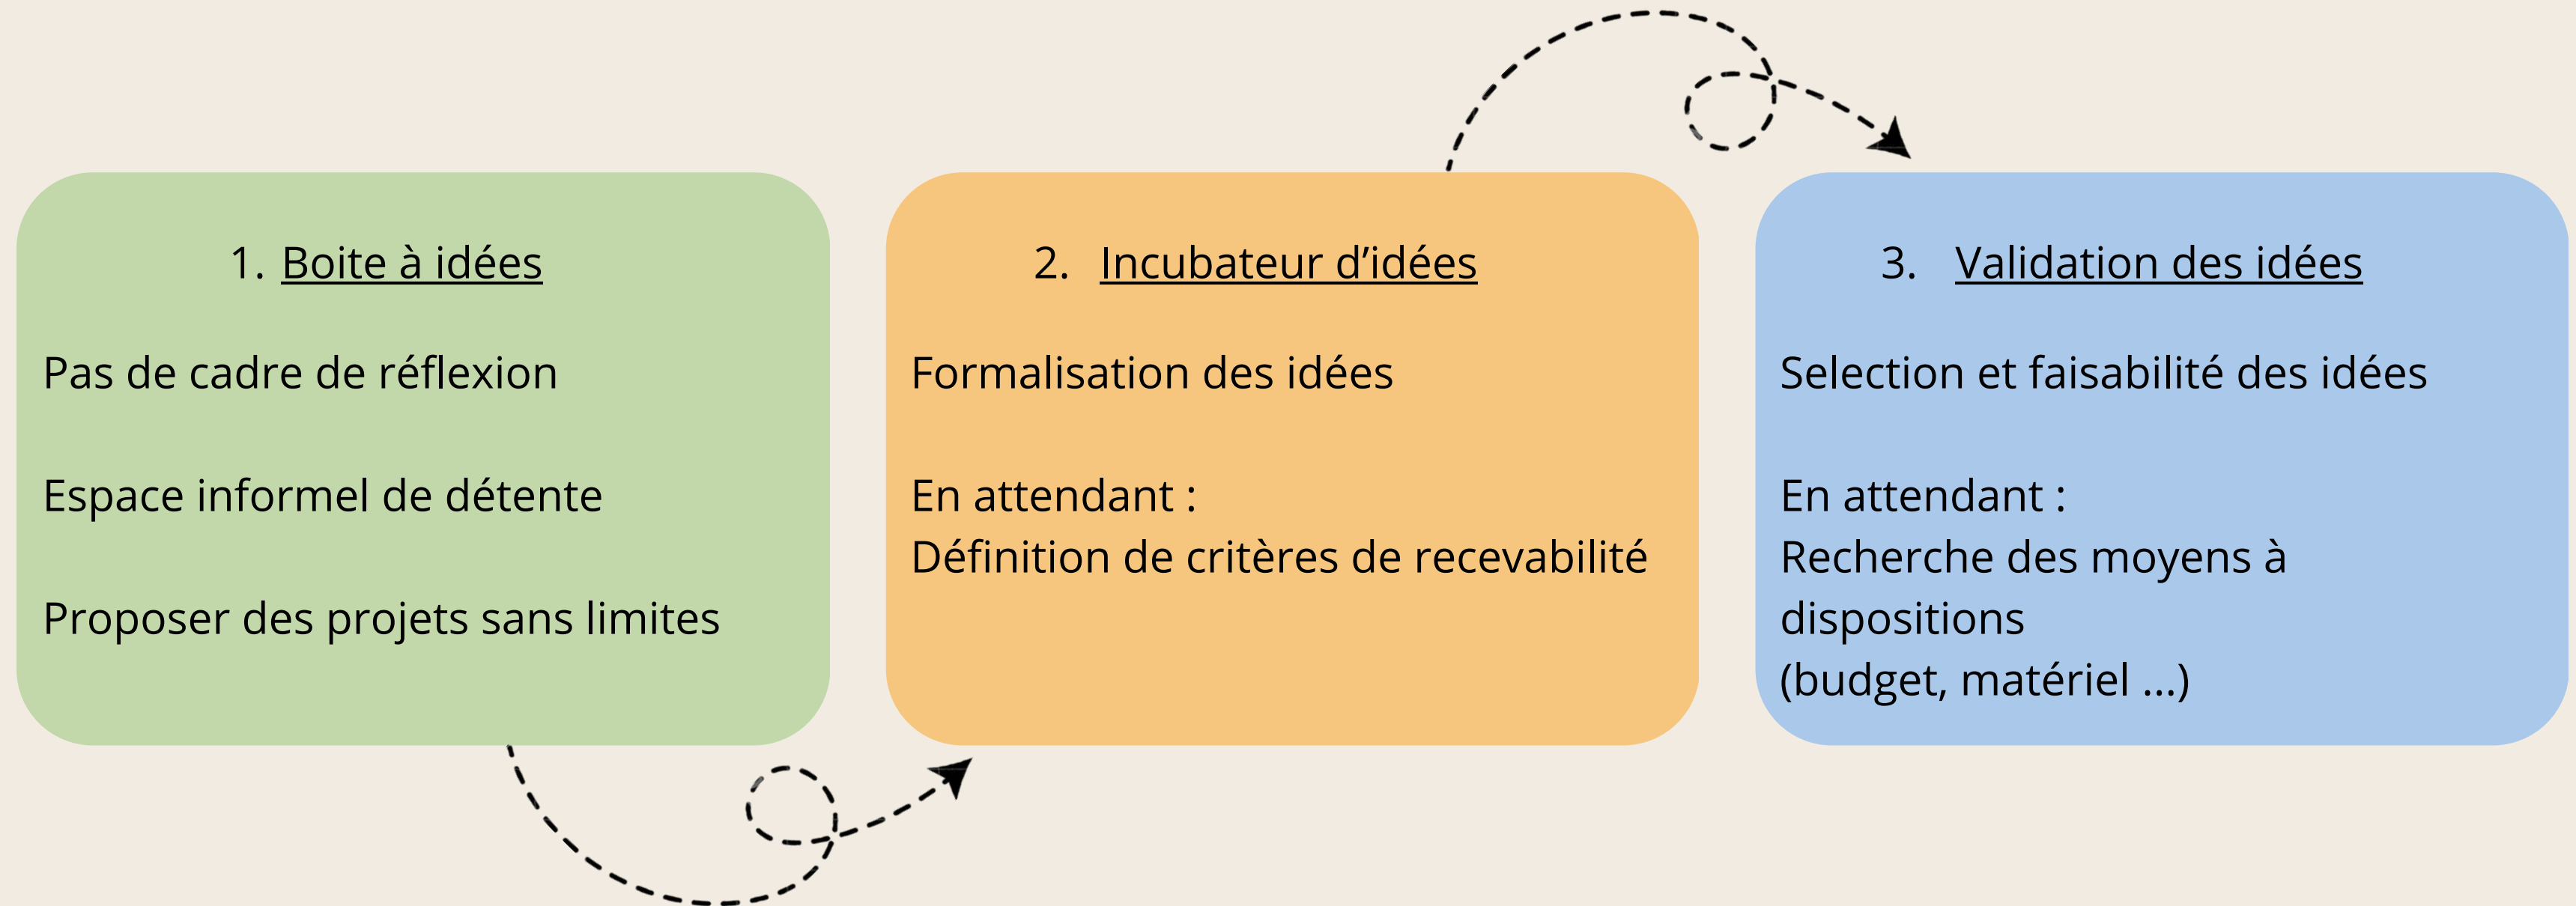 1. Boite à idées
Pas de cadre de réflexion
Espace informel de détente
Proposer des projets sans limites
2. Incubateur d’idées
Formalisation des idées
En attendant :
Définition de critères de recevabilité
3. Validation des idées
Selection et faisabilité des idées
En attendant :
Recherche des moyens à
dispositions
(budget, matériel ...)